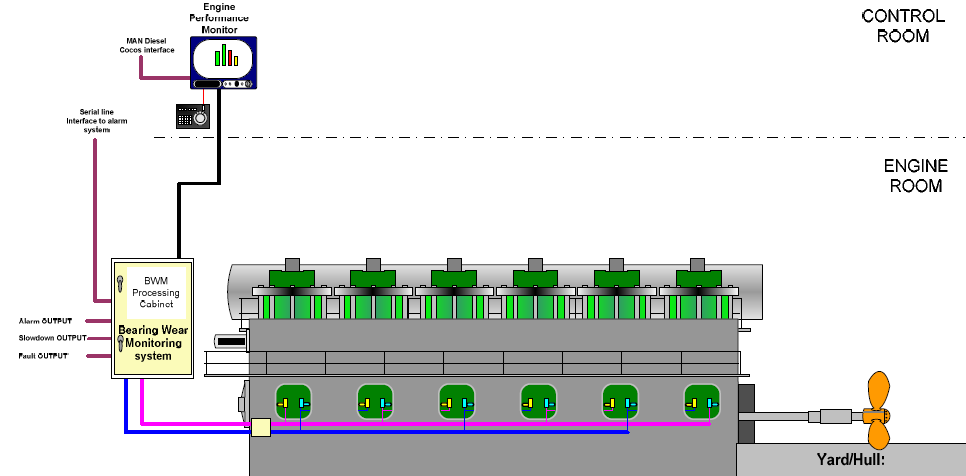 Engine
Performance
Monitor
CONTROL
ROOM
MAN Diesel
Cocos interface
Serial line
Interface to alarm
system
ENGINE
ROOM
BWM
Processing
Cabinet
Bearing Wear
Monitoring
system
Alarm OUTPUT
Slowdown OUTPUT
Fault OUTPUT
Yard/Hull: